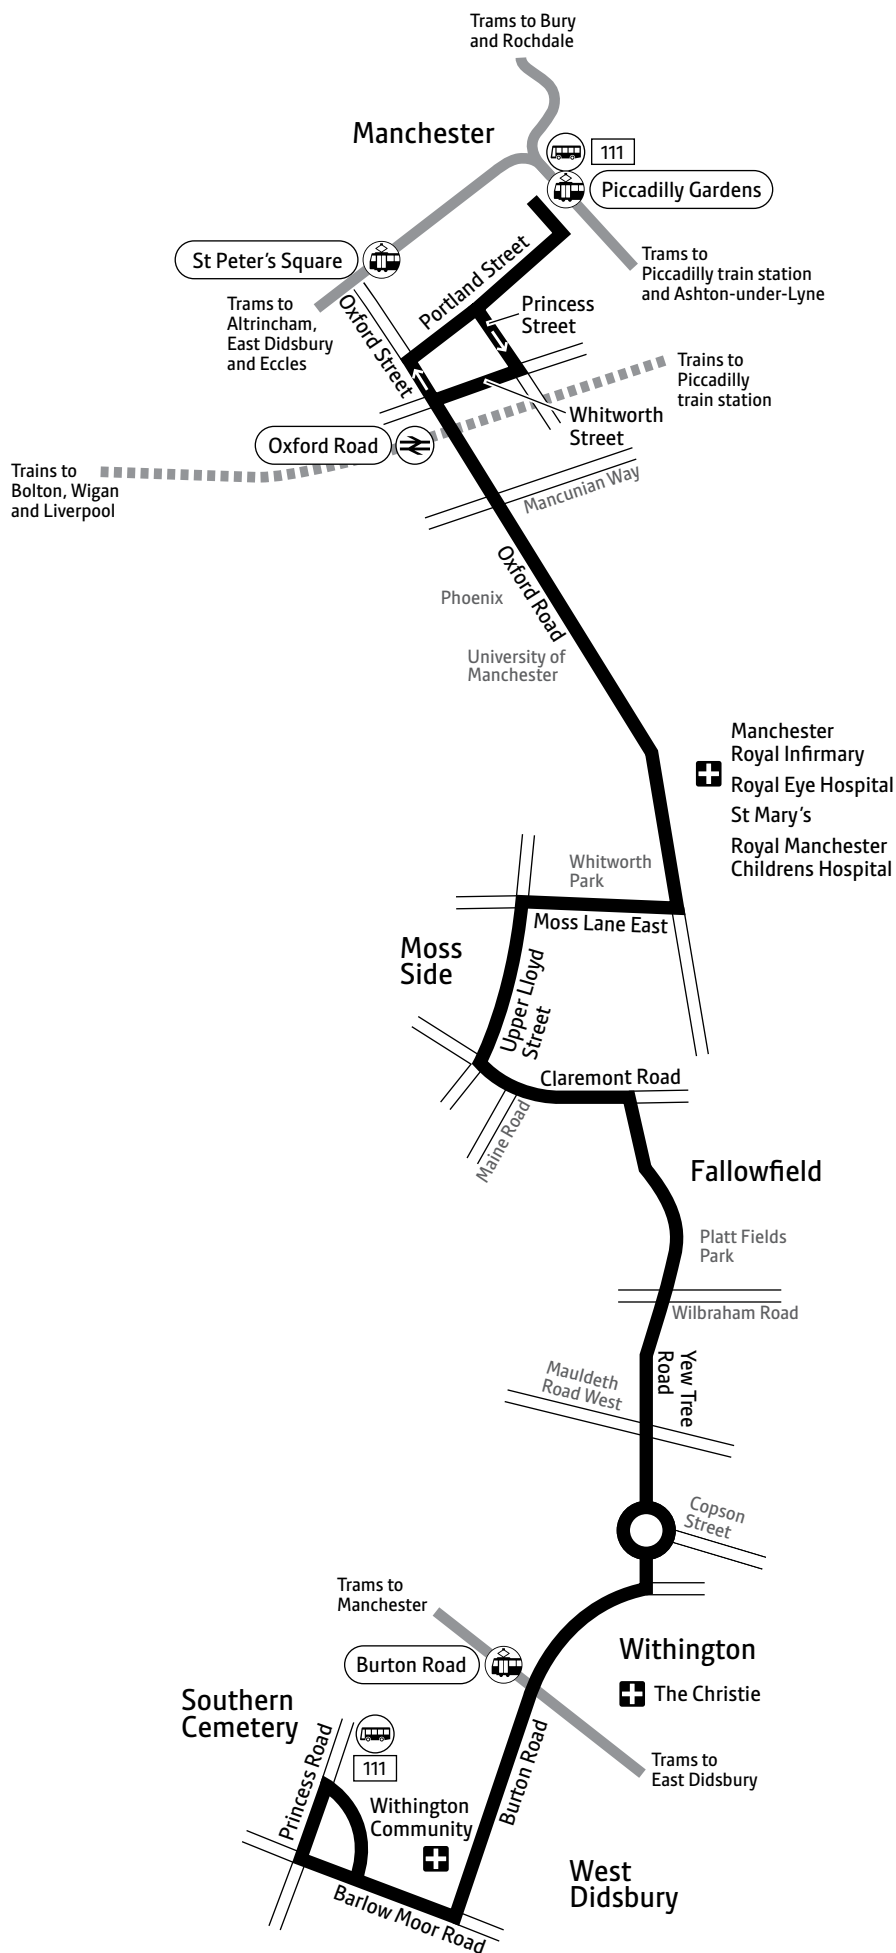 Trams to Bury
and Rochdale
Manchester
111
Piccadilly Gardens
St Peter's Square
Trams to
Piccadilly train station
and Ashton-under-Lyne
Portland Street
Princess
Street
Trams to
Altrincham,
East Didsbury
and Eccles
Oxford Street
Trains to
Piccadilly
train station
Whitworth
Street
Oxford Road
Trains to
Bolton, Wigan
and Liverpool
Mancunian Way
Oxford Road
Phoenix
University of
Manchester
Manchester
Royal Infirmary
Royal Eye Hospital
St Mary's
Royal Manchester
Childrens Hospital
Whitworth
Park
Moss Lane East
Moss
Side
Upper Lloyd
Street
Claremont Road
Maine Road
Fallowfield
Platt Fields
Park
Wilbraham Road
Yew Tree
Road
Mauldeth
Road West
Copson
Street
Trams to
Manchester
Burton Road
Withington
The Christie
Southern
Cemetery
Princess Road
111
Burton Road
Trams to
East Didsbury
Withington
Community
West
Didsbury
Barlow Moor Road